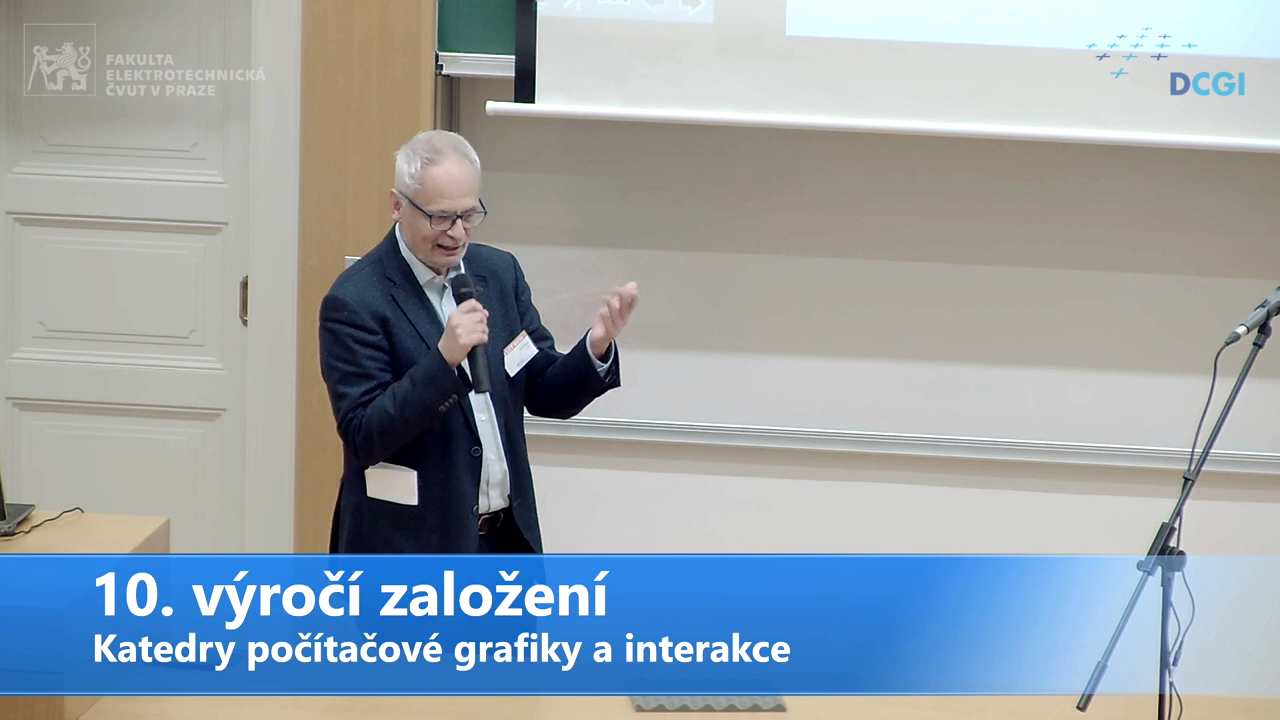 FAKULTA
ELEKTROTECHNICKÁ
ČVUT V PRAZE
DCGI
10. výročí založení
Katedry počítačové grafiky a interakce